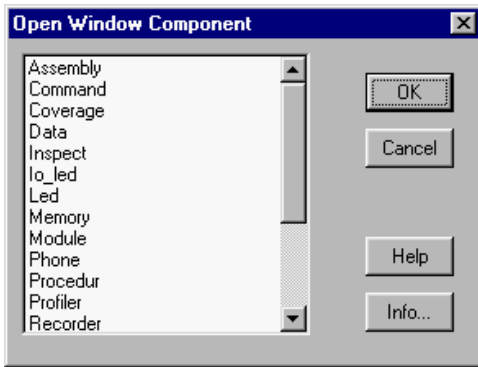 Open Window Component
Assembly
Command
Coverage
Data
Inspect
Io_led
Led
Memory
Module
Phone
Procedur
Profiler
Recorder
OK
Cancel
Help
Info...